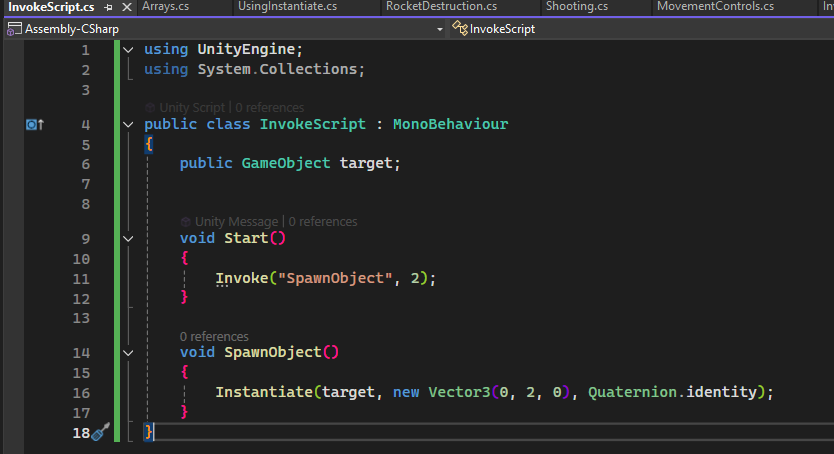 InvokeScript.cs Arrays.cs UsingInstantiate.cs RocketDestruction.cs Shooting.cs MovementControls.cs
Assembly-CSharp InvokeScript
1 using UnityEngine;
2 using System.Collections;
3
Unity Script | 0 references
4 public class InvokeScript : MonoBehaviour
5 {
6 public GameObject target;
7
8
Unity Message | 0 references
9 void Start()
10 {
11 Invoke("SpawnObject", 2);
12 }
13
0 references
14 void SpawnObject()
15 {
16 Instantiate(target, new Vector3(0, 2, 0), Quaternion.identity);
17 }
18 }